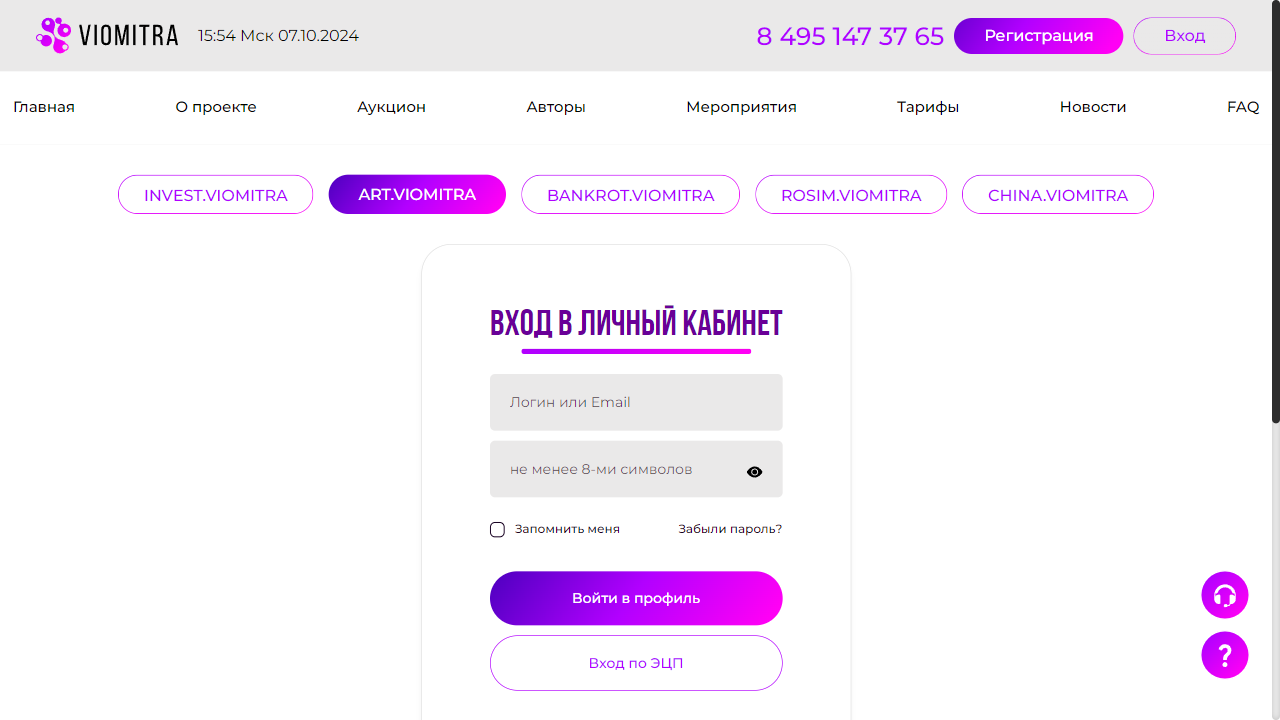 VIOMITRA
15:54 Мск 07.10.2024
8 495 147 37 65
Регистрация
Вход
Главная
О проекте
Аукцион
Авторы
Мероприятия
Тарифы
Новости
FAQ
INVEST.VIOMITRA
ART.VIOMITRA
BANKROT.VIOMITRA
ROSIM.VIOMITRA
CHINA.VIOMITRA
ВХОД В ЛИЧНЫЙ КАБИНЕТ
Логин или Email
не менее 8-ми символов
Запомнить меня
Забыли пароль?
Войти в профиль
Вход по ЭЦП
?